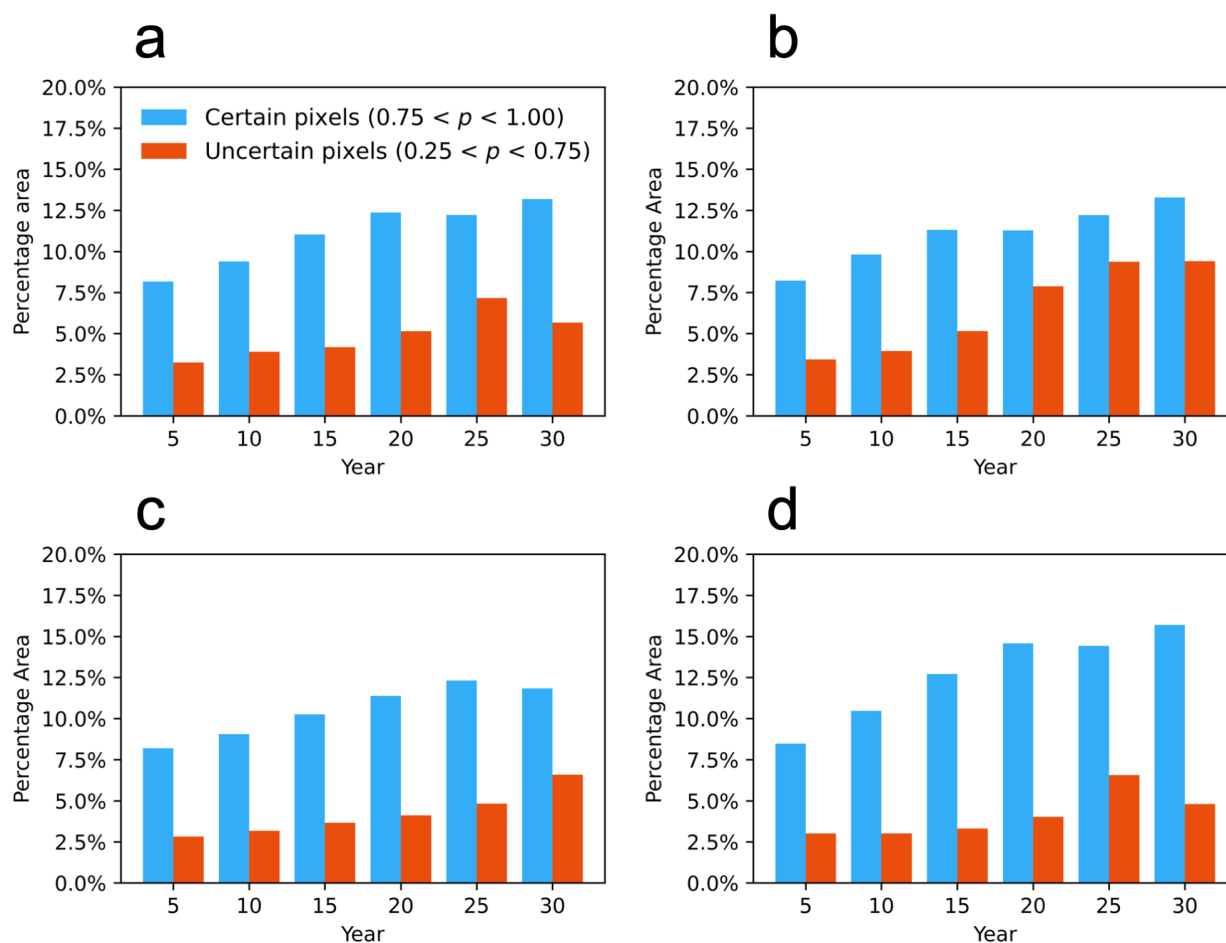 a
20.0%
17.5%
15.0%
12.5%
10.0%
7.5%
5.0%
2.5%
0.0%
Percentage area
Certain pixels (0.75 < p < 1.00)
Uncertain pixels (0.25 < p < 0.75)
5 10 15 20 25 30
Year
b
20.0%
17.5%
15.0%
12.5%
10.0%
7.5%
5.0%
2.5%
0.0%
Percentage Area
5 10 15 20 25 30
Year
c
20.0%
17.5%
15.0%
12.5%
10.0%
7.5%
5.0%
2.5%
0.0%
Percentage Area
5 10 15 20 25 30
Year
d
20.0%
17.5%
15.0%
12.5%
10.0%
7.5%
5.0%
2.5%
0.0%
Percentage Area
5 10 15 20 25 30
Year